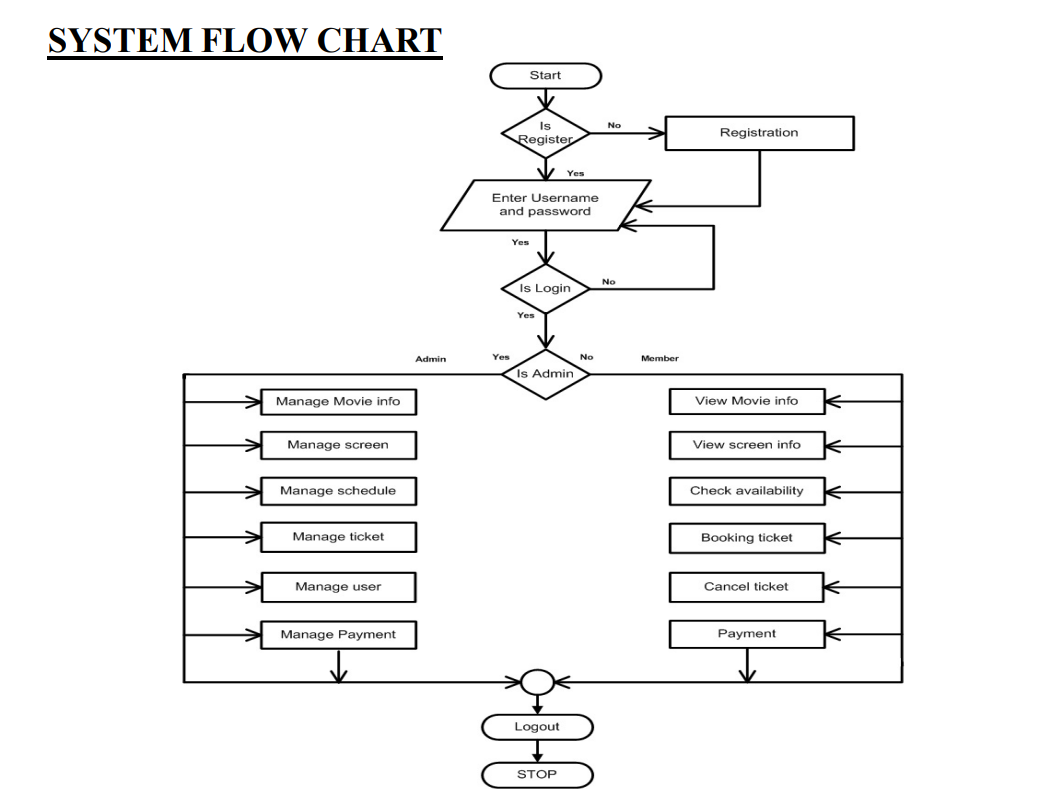 SYSTEM FLOW CHART
Start
Is
Register
No
Registration
Yes
Enter Username
and password
Yes
Is Login
No
Yes
Admin
Yes
No
Member
Is Admin
Manage Movie info
View Movie info
Manage screen
View screen info
Manage schedule
Check availability
Manage ticket
Booking ticket
Manage user
Cancel ticket
Manage Payment
Payment
Logout
STOP